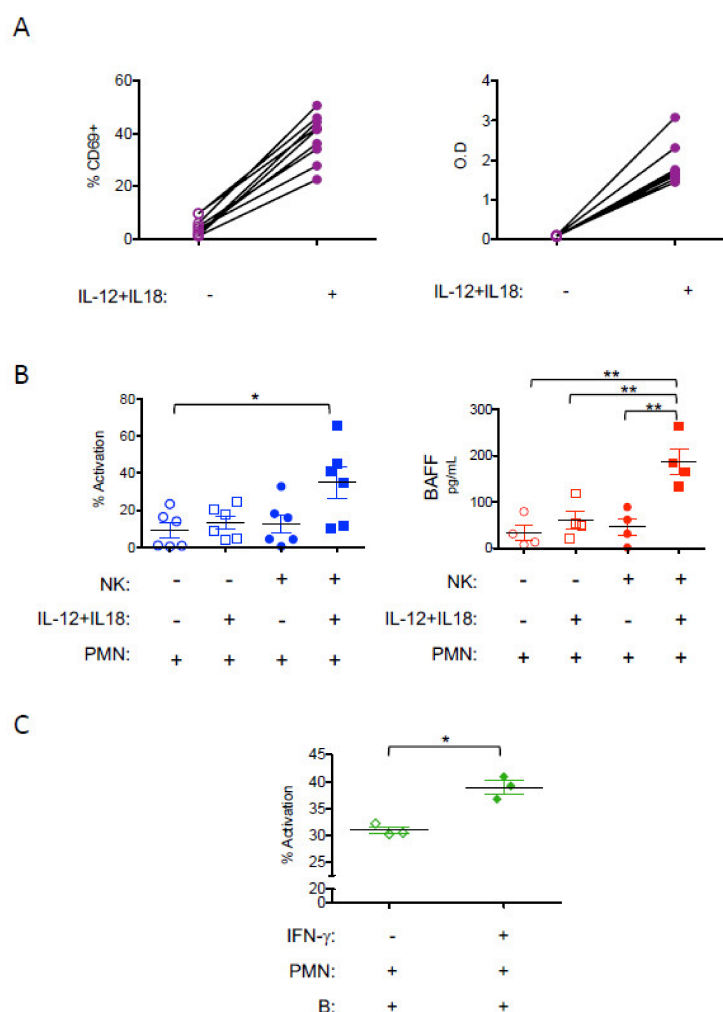 A
60
40
20
0
% CD69+
IL-12+IL18: - +
4
3
2
1
0
O.D
IL-12+IL18: - +
B
80
60
40
20
0
% Activation
*
NK: - - + +
IL-12+IL18: - + - +
PMN: + + + +
**
**
**
300
200
100
0
BAFF
pg/mL
NK: - - + +
IL-12+IL18: - + - +
PMN: + + + +
C
*
45
40
35
30
25
20
0
% Activation
IFN-γ: - +
PMN: + +
B: + +